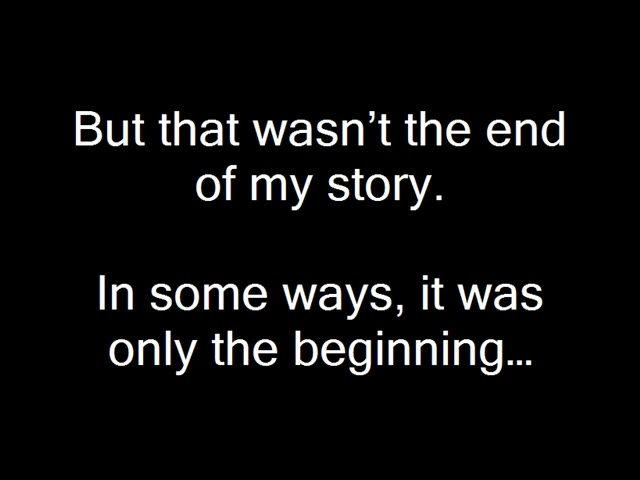 But that wasn’t the end
of my story.
In some ways, it was
only the beginning…